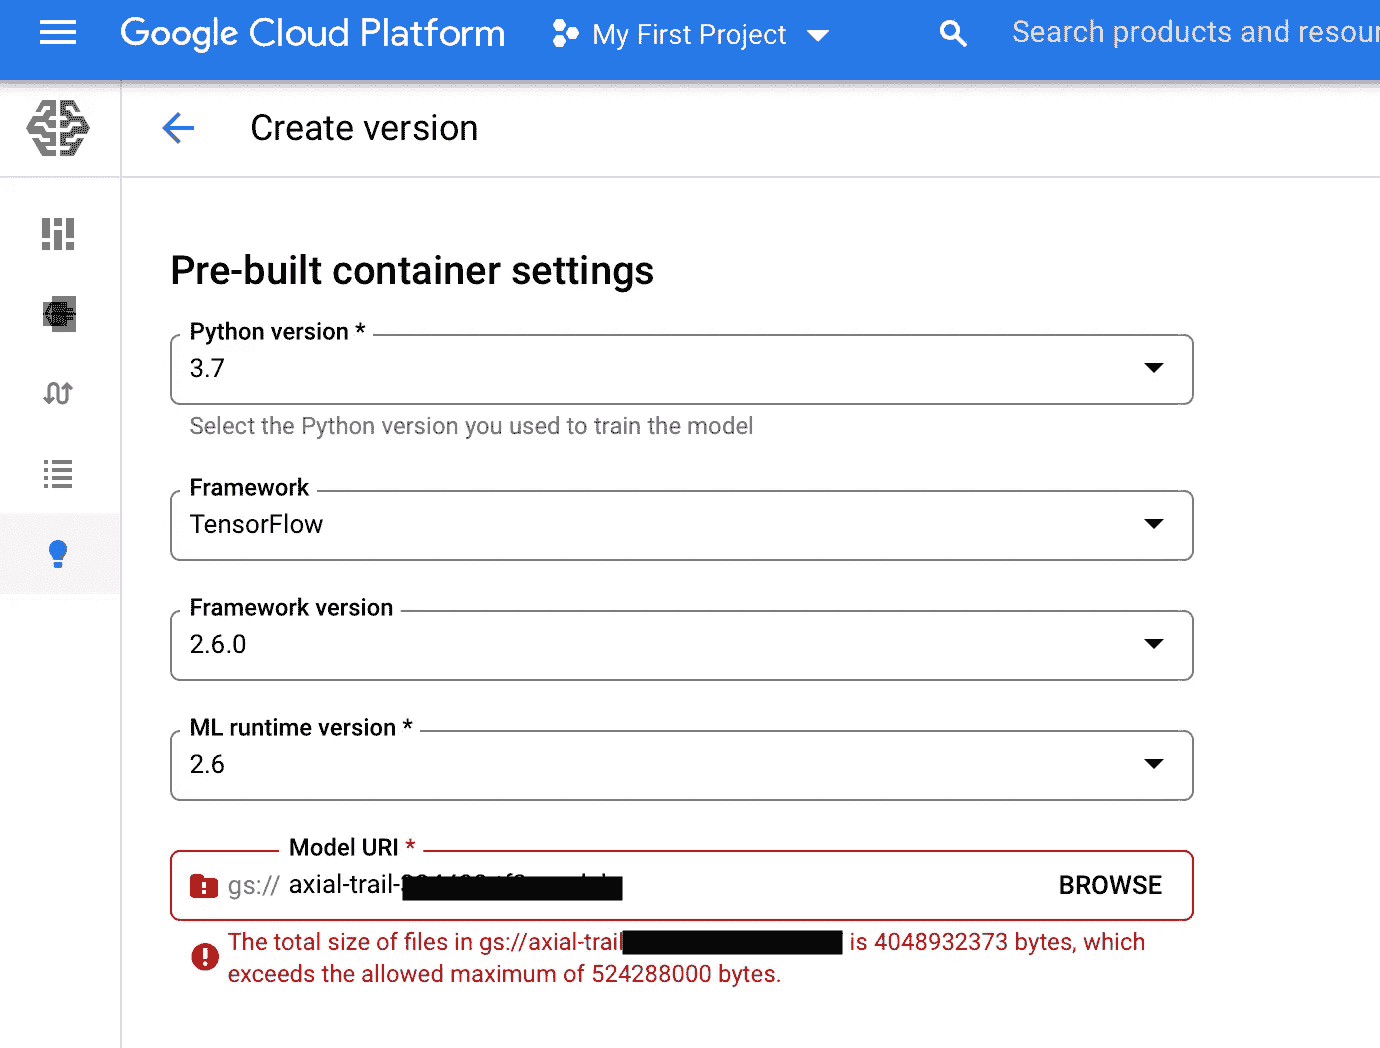 Google Cloud Platform My First Project Search products and resour
Create version
Pre-built container settings
Python version *
3.7
Select the Python version you used to train the model
Framework
TensorFlow
Framework version
2.6.0
ML runtime version *
2.6
Model URI *
gs:// axial-trail- BROWSE
The total size of files in gs://axial-trail is 4048932373 bytes, which
exceeds the allowed maximum of 524288000 bytes.